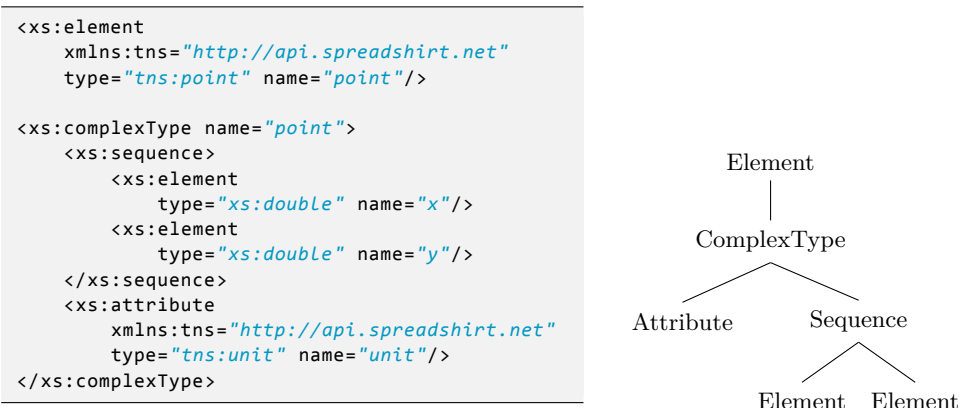 <xs:element
    xmlns:tns="http://api.spreadshirt.net"
    type="tns:point" name="point"/>

<xs:complexType name="point">
    <xs:sequence>
        <xs:element
            type="xs:double" name="x"/>
        <xs:element
            type="xs:double" name="y"/>
    </xs:sequence>
    <xs:attribute
        xmlns:tns="http://api.spreadshirt.net"
        type="tns:unit" name="unit"/>
</xs:complexType>
Element
ComplexType
Attribute Sequence
Element Element